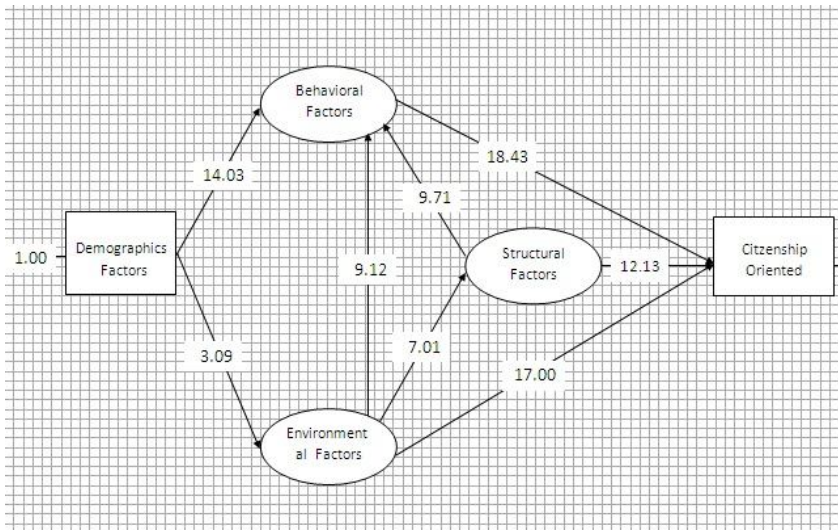 Behavioral
Factors
18.43
14.03
9.71
1.00
Demographics
Factors
9.12
Structural
Factors
12.13
Citzenship
Oriented
3.09
7.01
17.00
Environment
al Factors